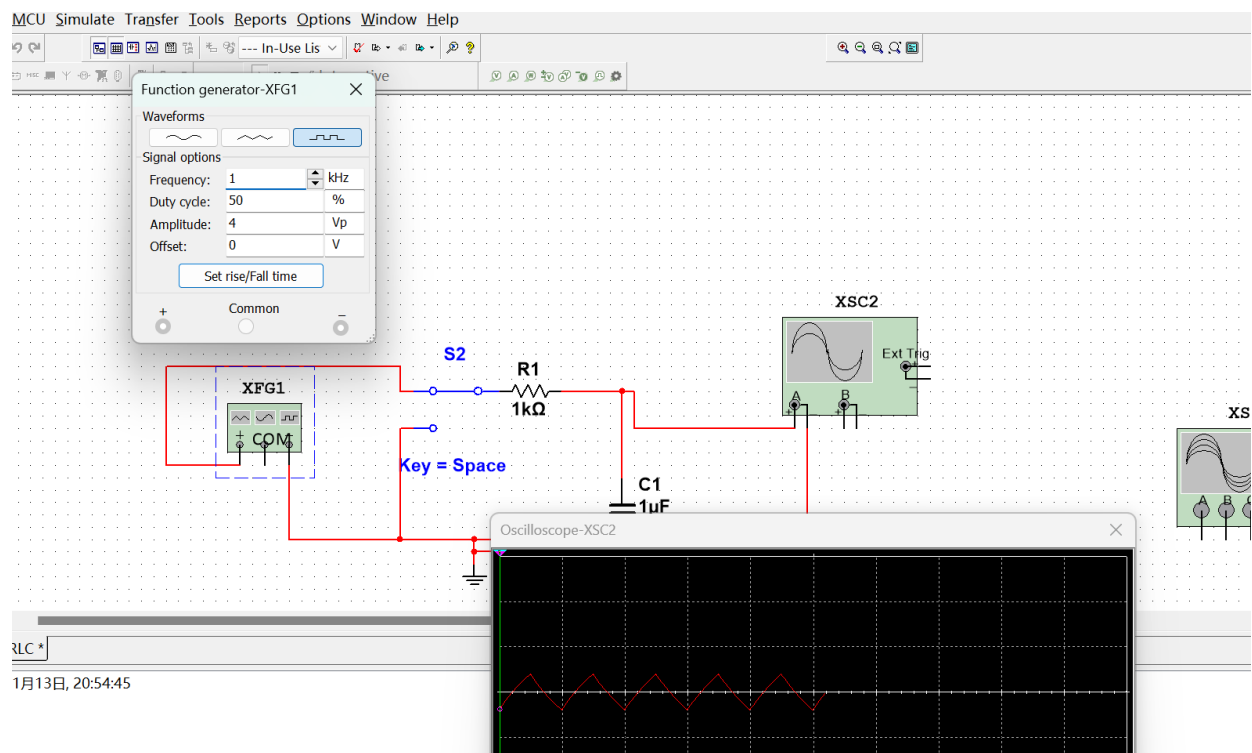 MCU Simulate Transfer Tools Reports Options Window Help
--- In-Use Lis
Function generator-XFG1
Waveforms
Signal options
Frequency: 1 kHz
Duty cycle: 50 %
Amplitude: 4 Vp
Offset: 0 V
Set rise/Fall time
+ Common −
XSC2
Ext Trig
A B
S2
R1
1kΩ
XFG1
COM
Key = Space
C1
1µF
XS
A B C
Oscilloscope-XSC2
RLC *
1月13日, 20:54:45